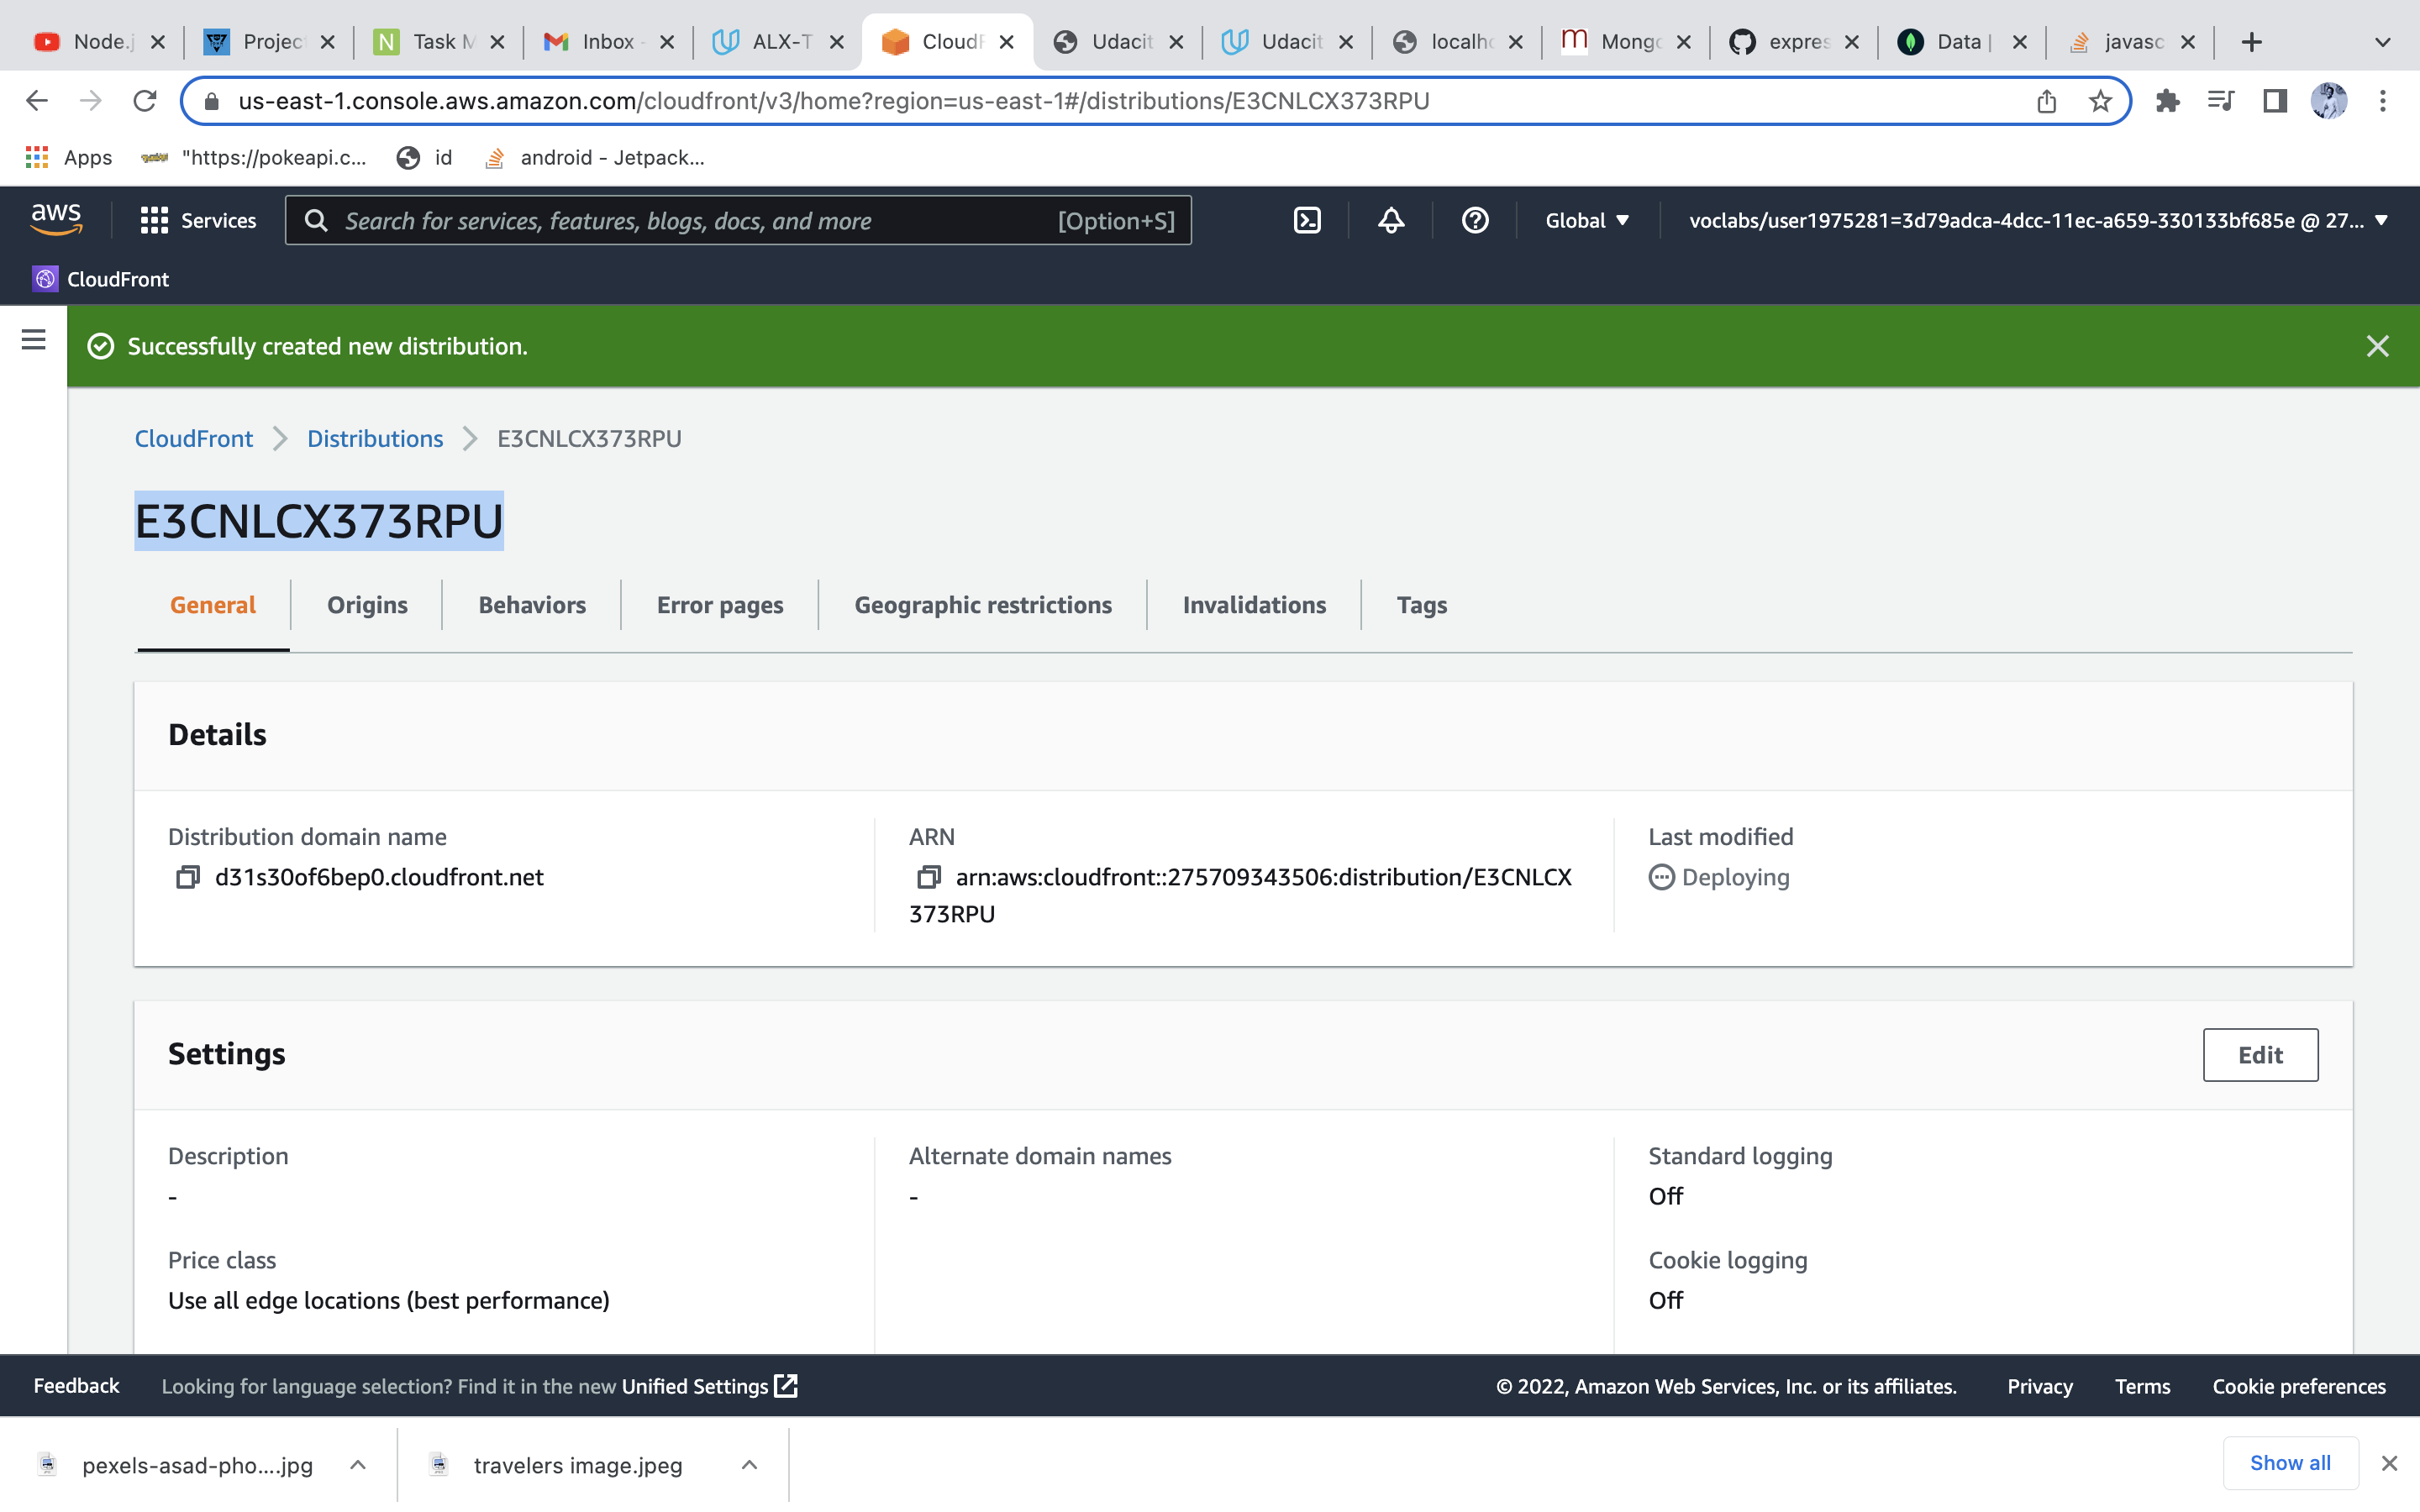 Node.j
Projec
Task M
Inbox -
ALX-T
CloudF
Udacit
Udacit
localho
Mongo
expres
Data |
javasc
us-east-1.console.aws.amazon.com/cloudfront/v3/home?region=us-east-1#/distributions/E3CNLCX373RPU
Apps
"https://pokeapi.c...
id
android - Jetpack...
aws
Services
Search for services, features, blogs, docs, and more
[Option+S]
Global
voclabs/user1975281=3d79adca-4dcc-11ec-a659-330133bf685e @ 27...
CloudFront
Successfully created new distribution.
CloudFront
Distributions
E3CNLCX373RPU
E3CNLCX373RPU
General
Origins
Behaviors
Error pages
Geographic restrictions
Invalidations
Tags
Details
Distribution domain name
d31s30of6bep0.cloudfront.net
ARN
arn:aws:cloudfront::275709343506:distribution/E3CNLCX
373RPU
Last modified
Deploying
Settings
Edit
Description
-
Alternate domain names
-
Standard logging
Off
Price class
Use all edge locations (best performance)
Cookie logging
Off
Feedback
Looking for language selection? Find it in the new Unified Settings
© 2022, Amazon Web Services, Inc. or its affiliates.
Privacy
Terms
Cookie preferences
pexels-asad-pho....jpg
travelers image.jpeg
Show all